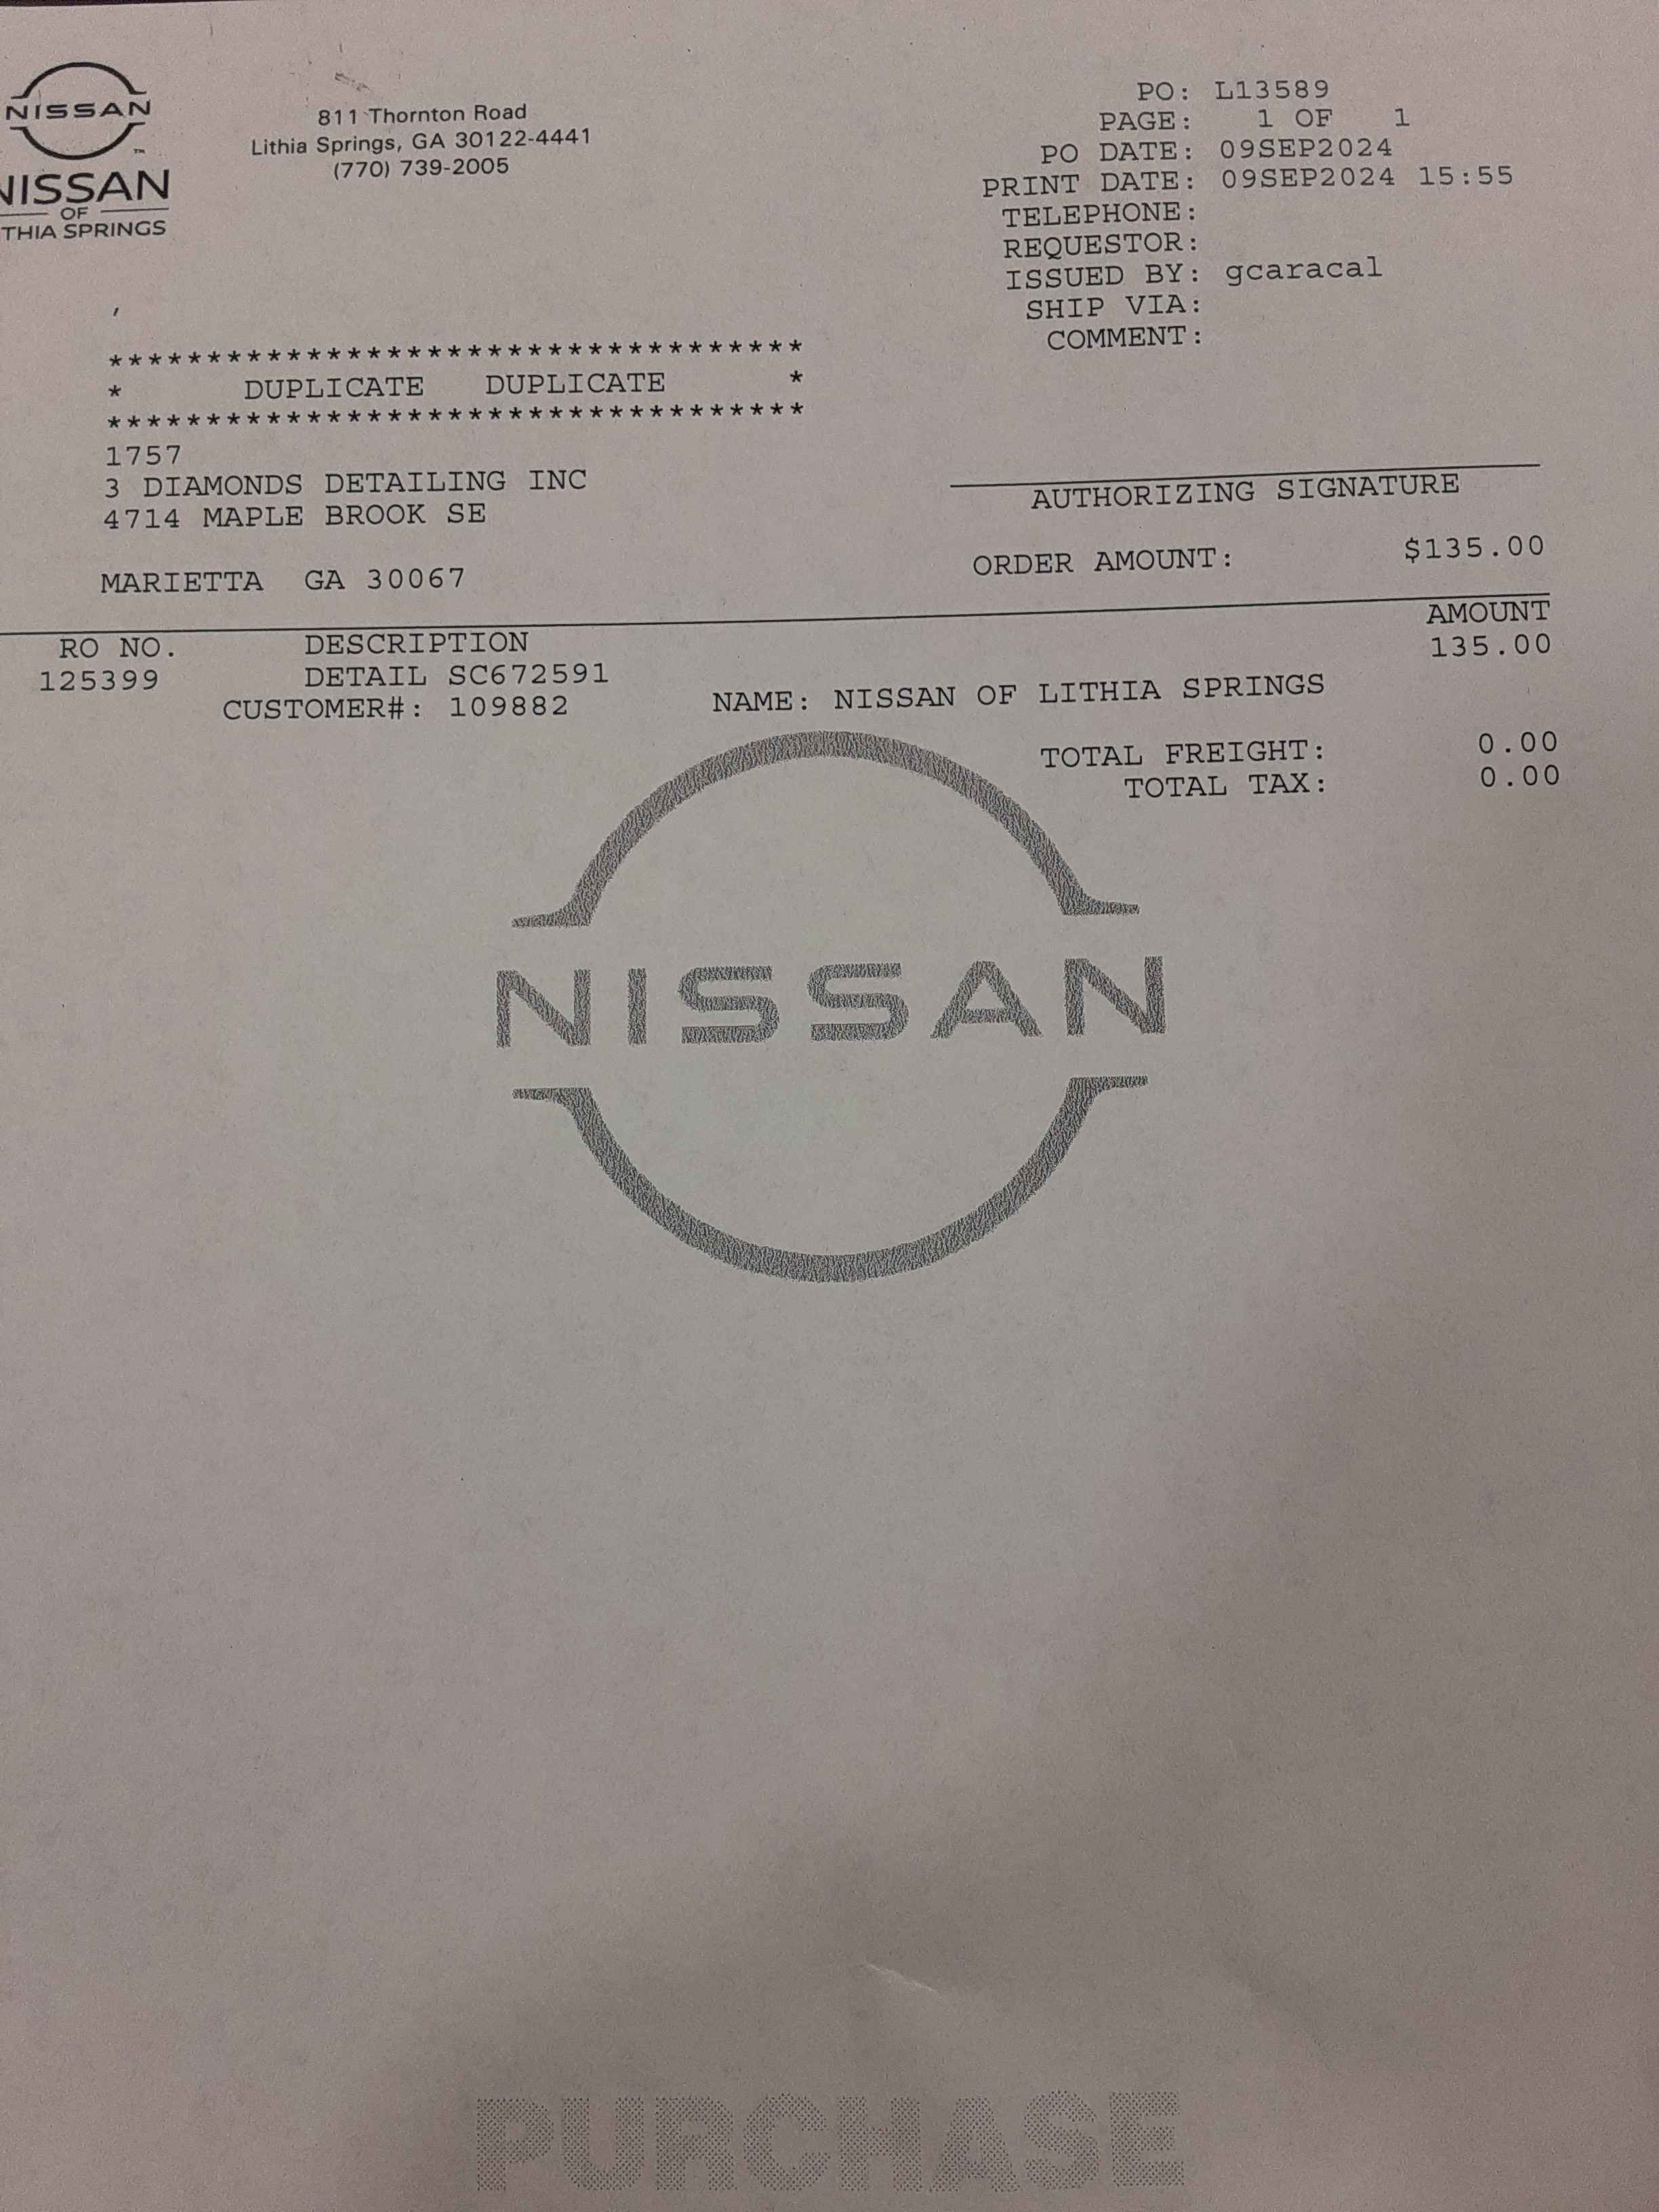 NISSAN
NISSAN
OF
THIA SPRINGS
811 Thornton Road
Lithia Springs, GA 30122-4441
(770) 739-2005
PO: L13589
PAGE: 1 OF 1
PO DATE: 09SEP2024
PRINT DATE: 09SEP2024 15:55
TELEPHONE:
REQUESTOR:
ISSUED BY: gcaracal
SHIP VIA:
COMMENT:
***********************************
* DUPLICATE DUPLICATE *
***********************************
1757
3 DIAMONDS DETAILING INC
4714 MAPLE BROOK SE
MARIETTA GA 30067
AUTHORIZING SIGNATURE
ORDER AMOUNT: $135.00
RO NO. DESCRIPTION AMOUNT
125399 DETAIL SC672591 135.00
CUSTOMER#: 109882 NAME: NISSAN OF LITHIA SPRINGS
TOTAL FREIGHT: 0.00
TOTAL TAX: 0.00
NISSAN
PURCHASE